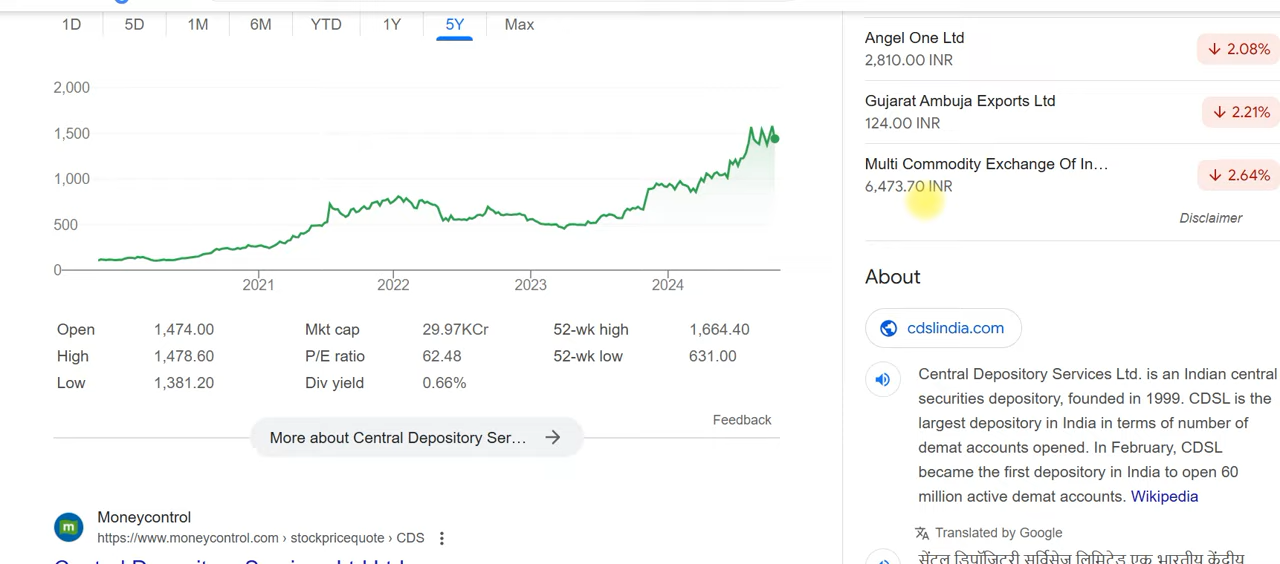 1D 5D 1M 6M YTD 1Y 5Y Max
2,000
1,500
1,000
500
0
2021 2022 2023 2024
Open 1,474.00 Mkt cap 29.97KCr 52-wk high 1,664.40
High 1,478.60 P/E ratio 62.48 52-wk low 631.00
Low 1,381.20 Div yield 0.66%
Feedback
More about Central Depository Ser...
Moneycontrol
https://www.moneycontrol.com › stockpricequote › CDS
Angel One Ltd
2,810.00 INR
2.08%
Gujarat Ambuja Exports Ltd
124.00 INR
2.21%
Multi Commodity Exchange Of In...
6,473.70 INR
2.64%
Disclaimer
About
cdslindia.com
Central Depository Services Ltd. is an Indian central
securities depository, founded in 1999. CDSL is the
largest depository in India in terms of number of
demat accounts opened. In February, CDSL
became the first depository in India to open 60
million active demat accounts. Wikipedia
Translated by Google
सेंटल डिपॉजिटरी सर्विसेज लिमिटेड एक भारतीय केंद्रीय